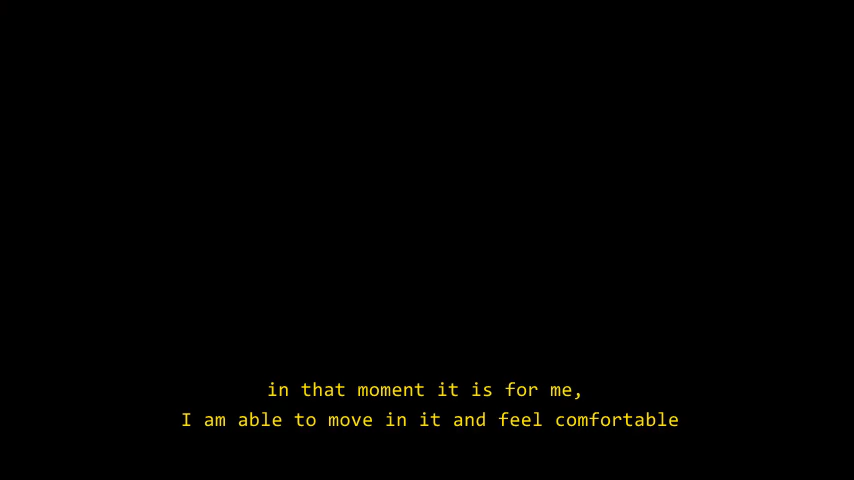 in that moment it is for me,
I am able to move in it and feel comfortable